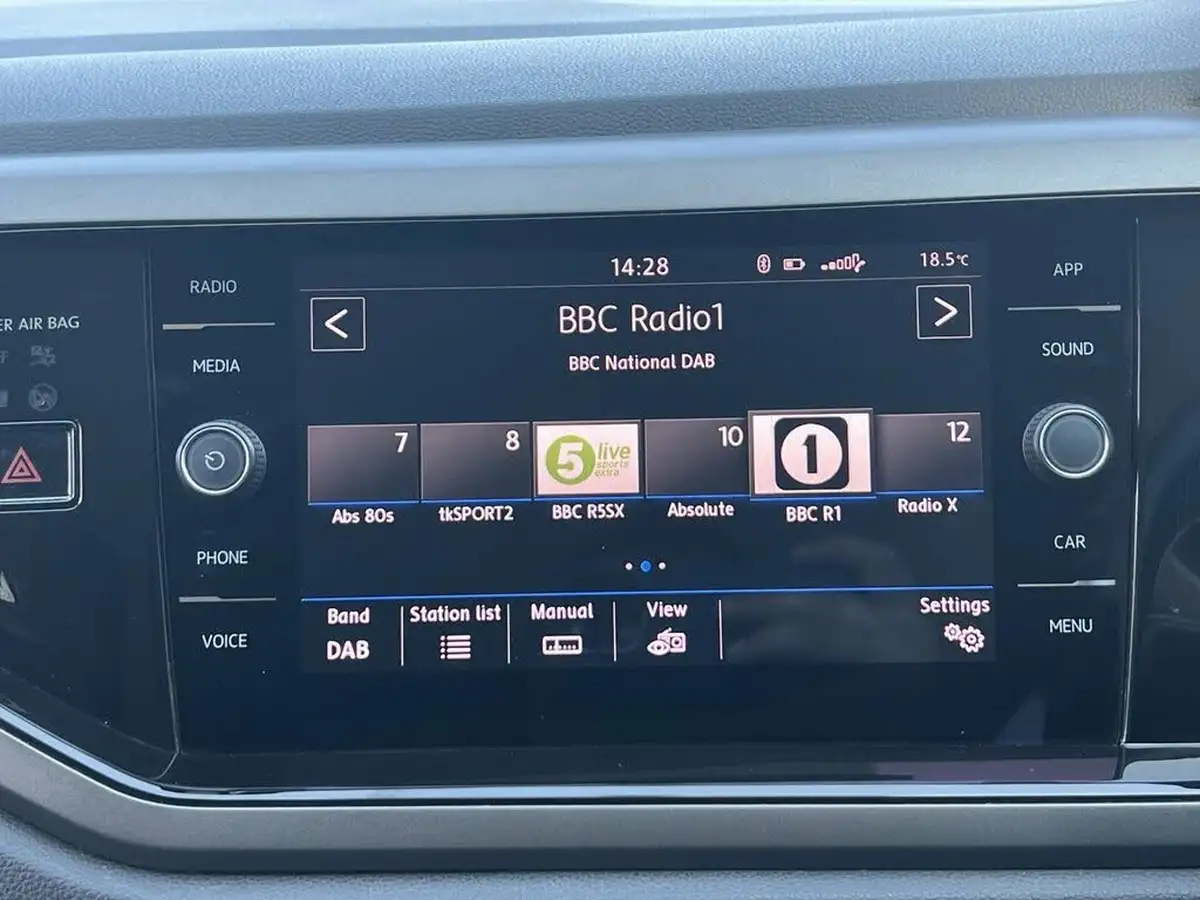 14:28
18.5°C
RADIO
APP
ER AIR BAG
<
BBC Radio1
>
BBC National DAB
MEDIA
SOUND
7
8
5 live sports extra
10
1
12
Abs 80s
tkSPORT2
BBC R5SX
Absolute
BBC R1
Radio X
PHONE
CAR
Band
Station list
Manual
View
Settings
DAB
VOICE
MENU